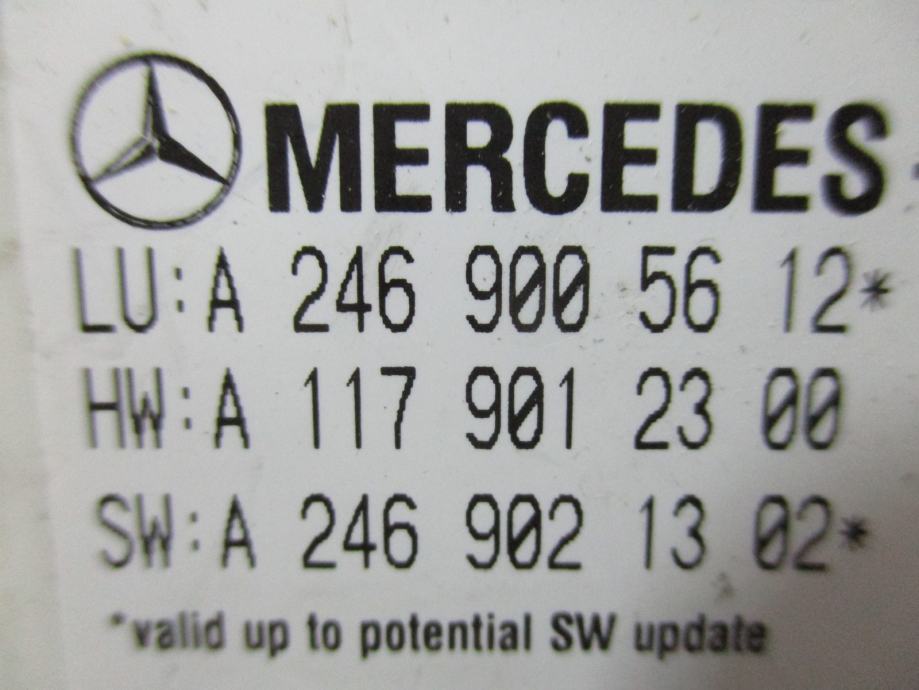 MERCEDES
LU:A 246 900 56 12*
HW:A 117 901 23 00
SW:A 246 902 13 02*
*valid up to potential SW update